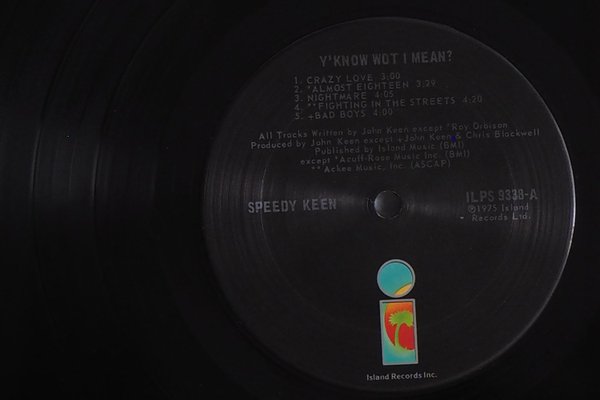 Y'KNOW WOT I MEAN?
1. CRAZY LOVE 3:00
2. *ALMOST EIGHTEEN 3:29
3. NIGHTMARE 4:05
4. **FIGHTING IN THE STREETS 4:20
5. +BAD BOYS 4:00
All Tracks Written by John Keen except *Roy Orbison
Produced by John Keen except +John Keen & Chris Blackwell
Published by Island Music (BMI)
except *Acuff-Rose Music Inc. (BMI)
** Ackee Music, Inc. (ASCAP)
SPEEDY KEEN
ILPS 9338-A
℗1975 Island
Records Ltd.
i
Island Records Inc.